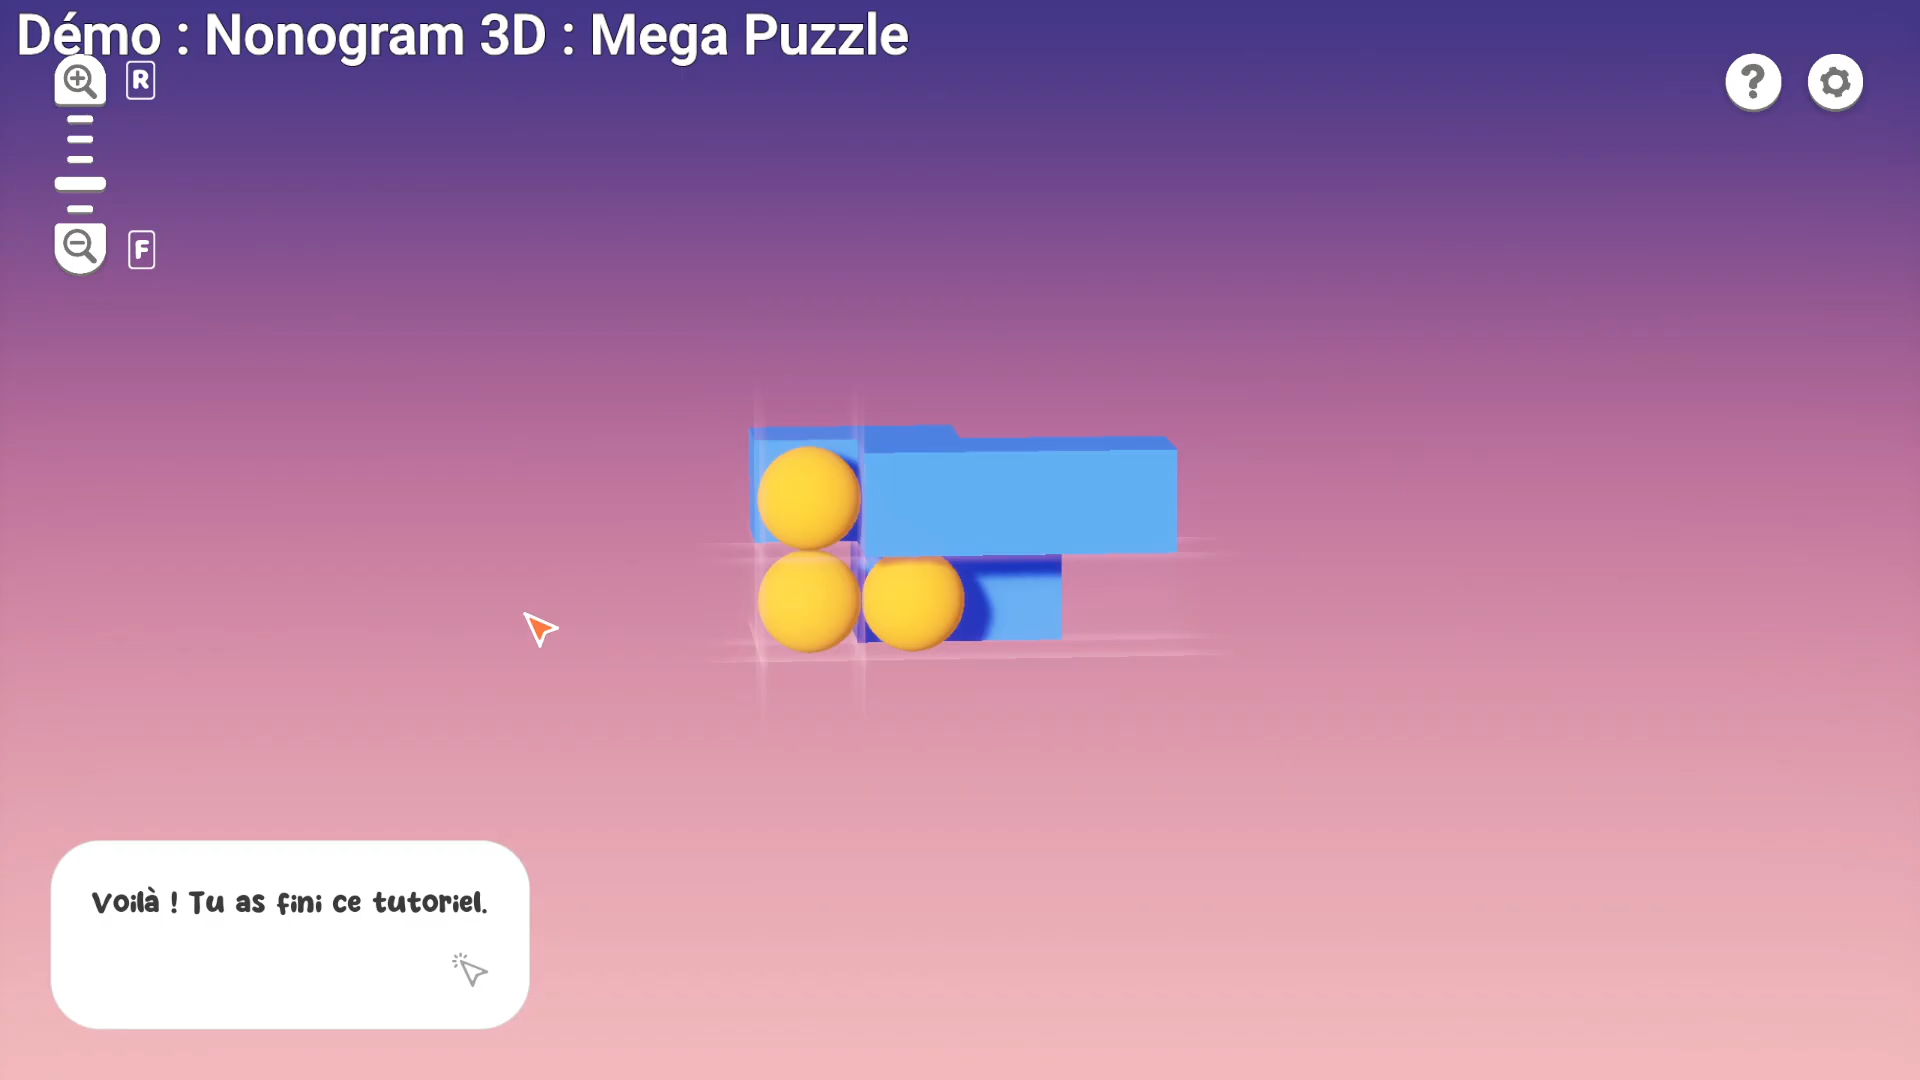 Démo : Nonogram 3D : Mega Puzzle
R
?
F
Voilà ! Tu as fini ce tutoriel.